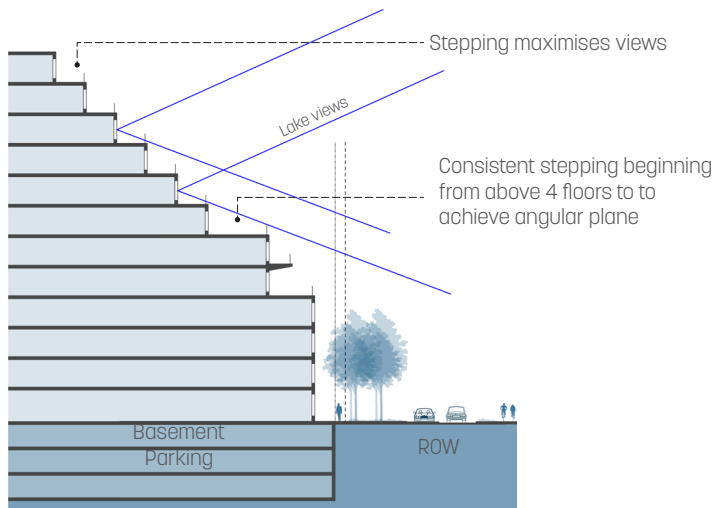 Stepping maximises views
Lake views
Consistent stepping beginning
from above 4 floors to to
achieve angular plane
Basement
Parking
ROW